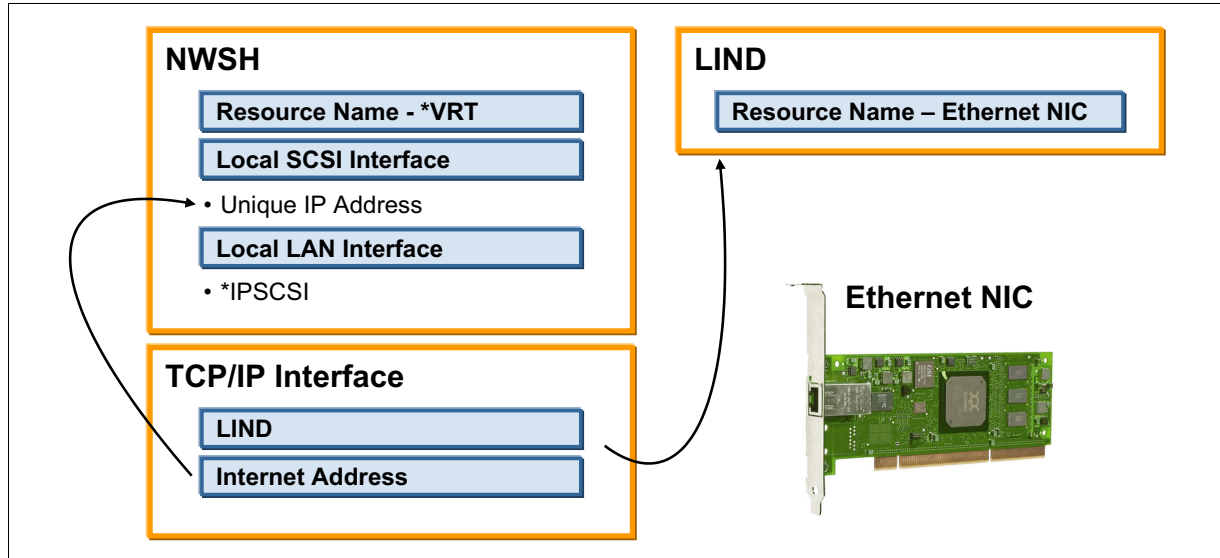 NWSH
Resource Name - *VRT
Local SCSI Interface
• Unique IP Address
Local LAN Interface
• *IPSCSI
TCP/IP Interface
LIND
Internet Address
LIND
Resource Name – Ethernet NIC
Ethernet NIC